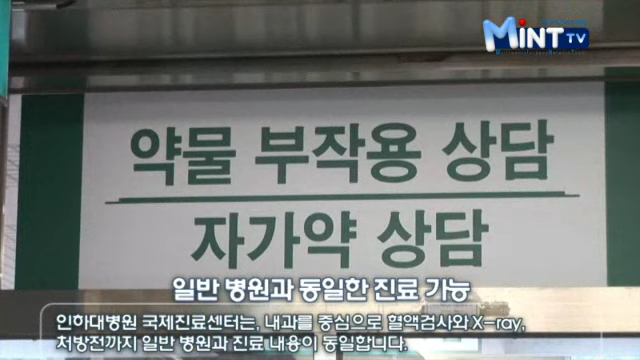 MINT TV
약물 부작용 상담
자가약 상담
일반 병원과 동일한 진료 가능
인하대병원 국제진료센터는, 내과를 중심으로 혈액검사와 X-ray,
처방전까지 일반 병원과 진료 내용이 동일합니다.